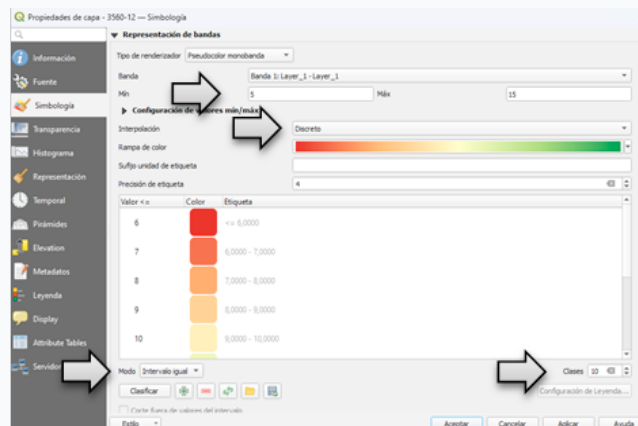 Propiedades de capa - 3560-12 — Simbología
Información
Fuente
Simbología
Transparencia
Histograma
Representación
Temporal
Pirámides
Elevation
Metadatos
Leyenda
Display
Attribute Tables
Servidor
Representación de bandas
Tipo de renderizador Pseudocolor monobanda
Banda Banda 1: Layer_1 - Layer_1
Mín 5 Máx 15
Configuración de valores mín/máx
Interpolación Discreto
Rampa de color
Sufijo unidad de etiqueta
Precisión de etiqueta 4
Valor <= Color Etiqueta
6 <= 6,0000
7 6,0000 - 7,0000
8 7,0000 - 8,0000
9 8,0000 - 9,0000
10 9,0000 - 10,0000
Modo Intervalo igual Clases 10
Clasificar Configuración de Leyenda...
Corte fuera de valores del intervalo
Estilo Aceptar Cancelar Aplicar Ayuda